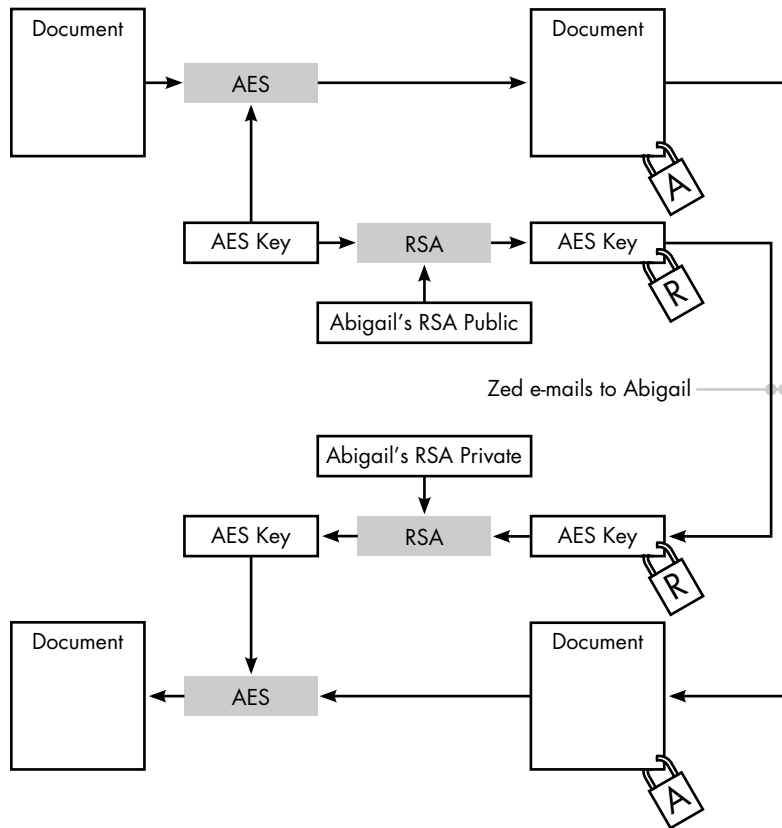 Document
Document
AES
A
AES Key
RSA
AES Key
R
Abigail's RSA Public
Zed e-mails to Abigail
Abigail's RSA Private
AES Key
RSA
AES Key
R
Document
Document
AES
A